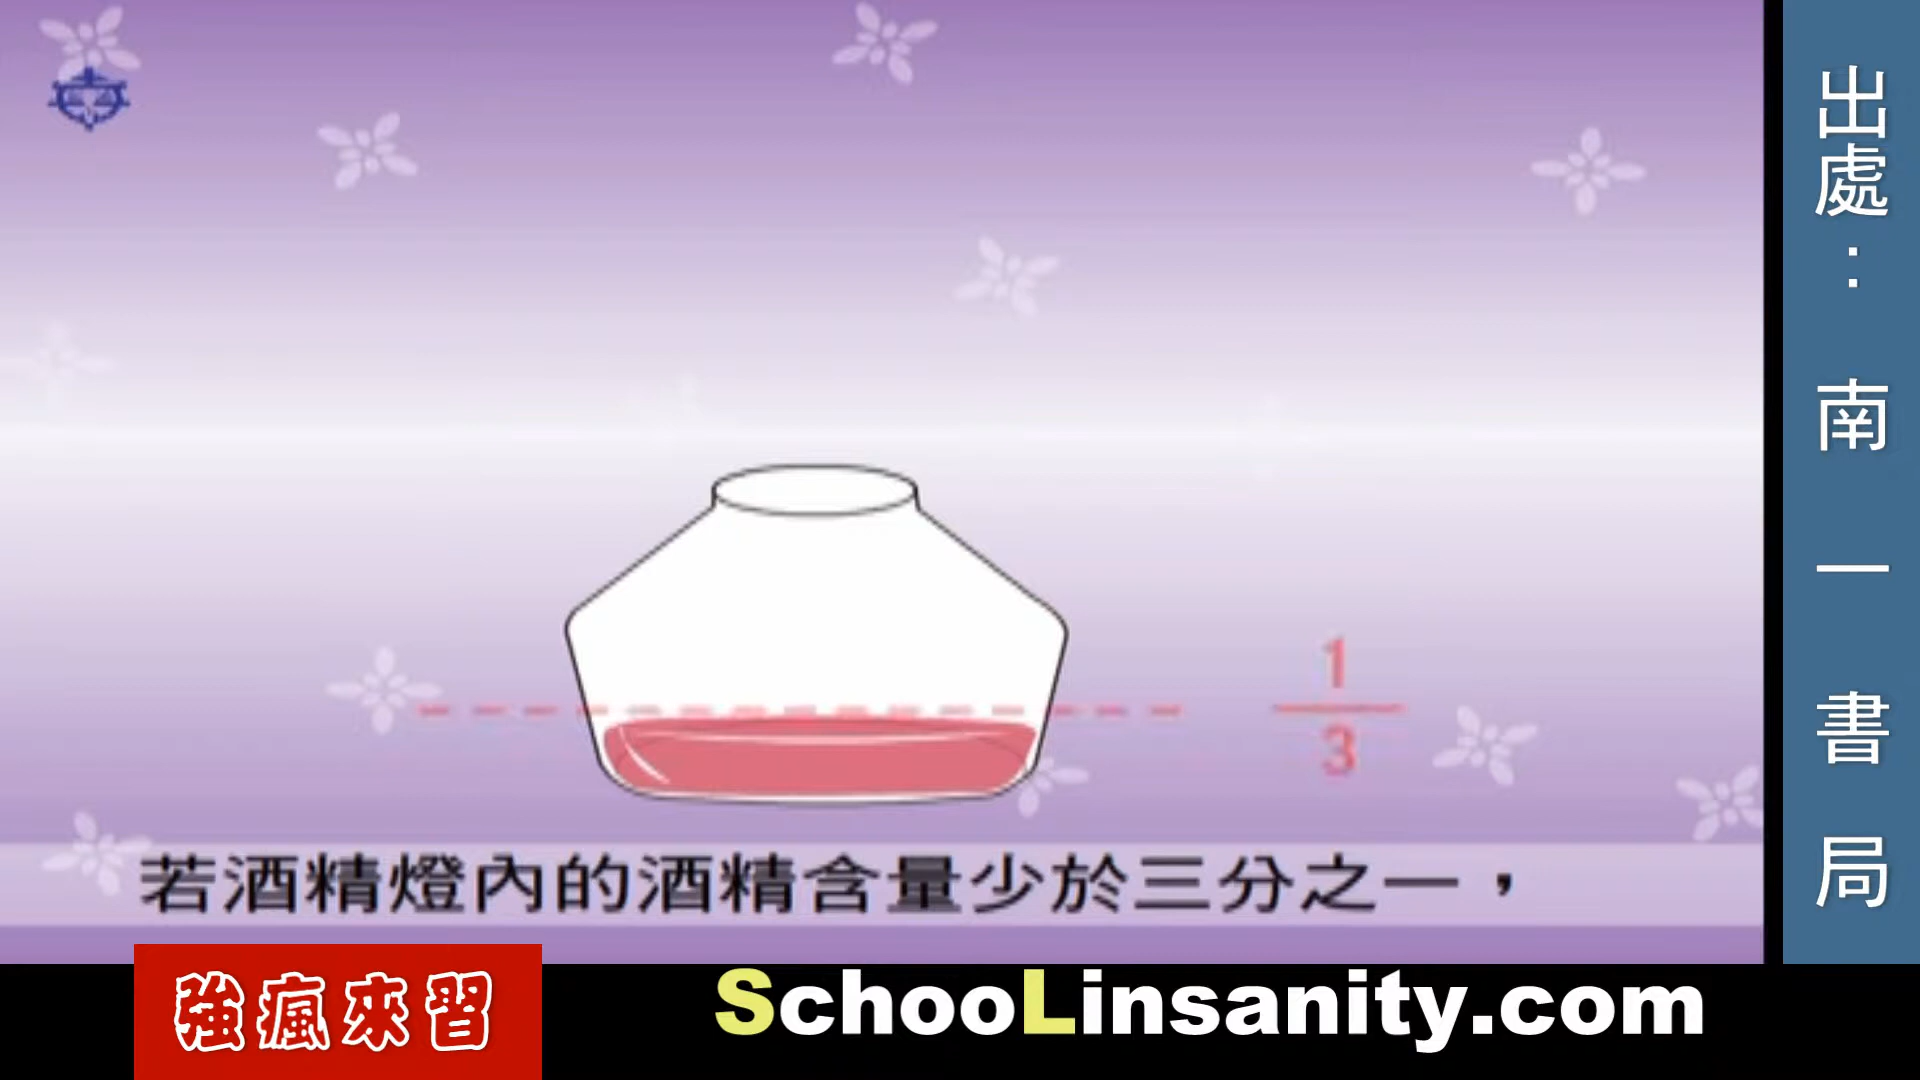 出處：南一書局
1
3
若酒精燈內的酒精含量少於三分之一，
強瘋來習
SchooLinsanity.com